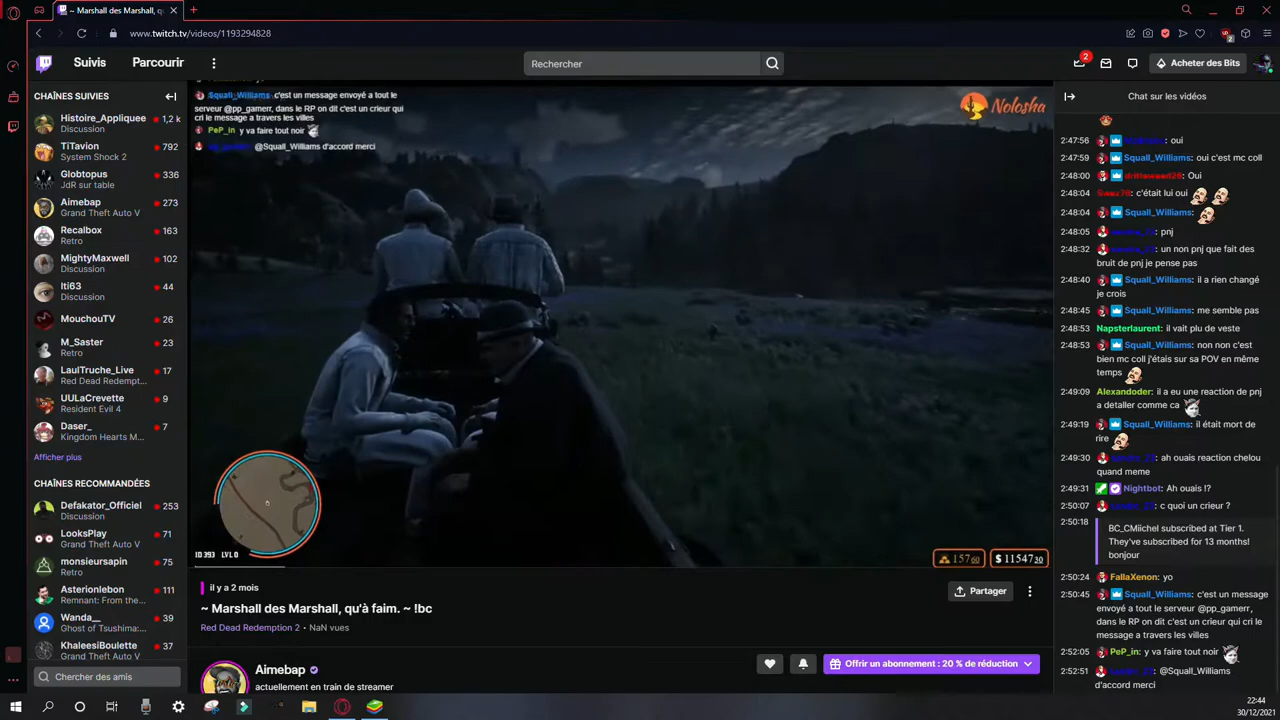 ~ Marshall des Marshall, q
www.twitch.tv/videos/1193294828
Suivis
Parcourir
Rechercher
2
Acheter des Bits
CHAÎNES SUIVIES
Histoire_Appliquee
1,2 k
Discussion
TiTavion
792
System Shock 2
Globtopus
336
JdR sur table
Aimebap
273
Grand Theft Auto V
Recalbox
163
Retro
MightyMaxwell
102
Discussion
Iti63
44
Discussion
MouchouTV
26
M_Saster
23
Retro
LaulTruche_Live
17
Red Dead Redempt...
UULaCrevette
9
Resident Evil 4
Daser_
7
Kingdom Hearts M...
Afficher plus
CHAÎNES RECOMMANDÉES
Defakator_Officiel
253
Discussion
LooksPlay
71
Grand Theft Auto V
monsieursapin
75
Retro
Asterionlebon
111
Remnant: From the...
Wanda__
39
Ghost of Tsushima:...
KhaleesiBoulette
37
Grand Theft Auto V
Chercher des amis
Squall_Williams: c'est un message envoyé a tout le
serveur @pp_gamerr, dans le RP on dit c'est un crieur qui
cri le message a travers les villes
PeP_in: y va faire tout noir
@Squall_Williams d'accord merci
Nolosha
ID 393 LVL 0
157 60
$ 11547 30
il y a 2 mois
~ Marshall des Marshall, qu'à faim. ~ !bc
Red Dead Redemption 2 • NaN vues
Partager
Aimebap
actuellement en train de streamer
Offrir un abonnement : 20 % de réduction
Chat sur les vidéos
2:47:56 : oui
2:47:59 Squall_Williams: oui c'est mc coll
2:48:00 : Oui
2:48:04 : c'était lui oui
2:48:04 Squall_Williams:
2:48:05 : pnj
2:48:32 : un non pnj que fait des
bruit de pnj je pense pas
2:48:40 Squall_Williams: il a rien changé
je crois
2:48:45 Squall_Williams: me semble pas
2:48:53 Napsterlaurent: il vait plu de veste
2:48:53 Squall_Williams: non non c'est
bien mc coll j'étais sur sa POV en même
temps
2:49:09 Alexandoder: il a eu une reaction de pnj
a detaller comme ca
2:49:19 Squall_Williams: il était mort de
rire
2:49:30 : ah ouais reaction chelou
quand meme
2:49:31 Nightbot: Ah ouais !?
2:50:07 : c quoi un crieur ?
2:50:18 BC_CMiichel subscribed at Tier 1.
They've subscribed for 13 months!
bonjour
2:50:24 FallaXenon: yo
2:50:45 Squall_Williams: c'est un message
envoyé a tout le serveur @pp_gamerr,
dans le RP on dit c'est un crieur qui cri le
message a travers les villes
2:52:05 PeP_in: y va faire tout noir
2:52:51 : @Squall_Williams
d'accord merci
22:44
30/12/2021